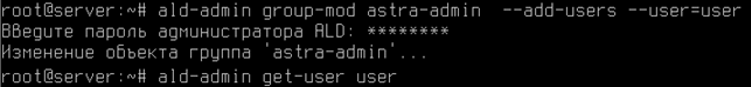 root@server:~# ald-admin group-mod astra-admin  --add-users --user=user
Введите пароль администратора ALD: ********
Изменение объекта группа 'astra-admin'...
root@server:~# ald-admin get-user user